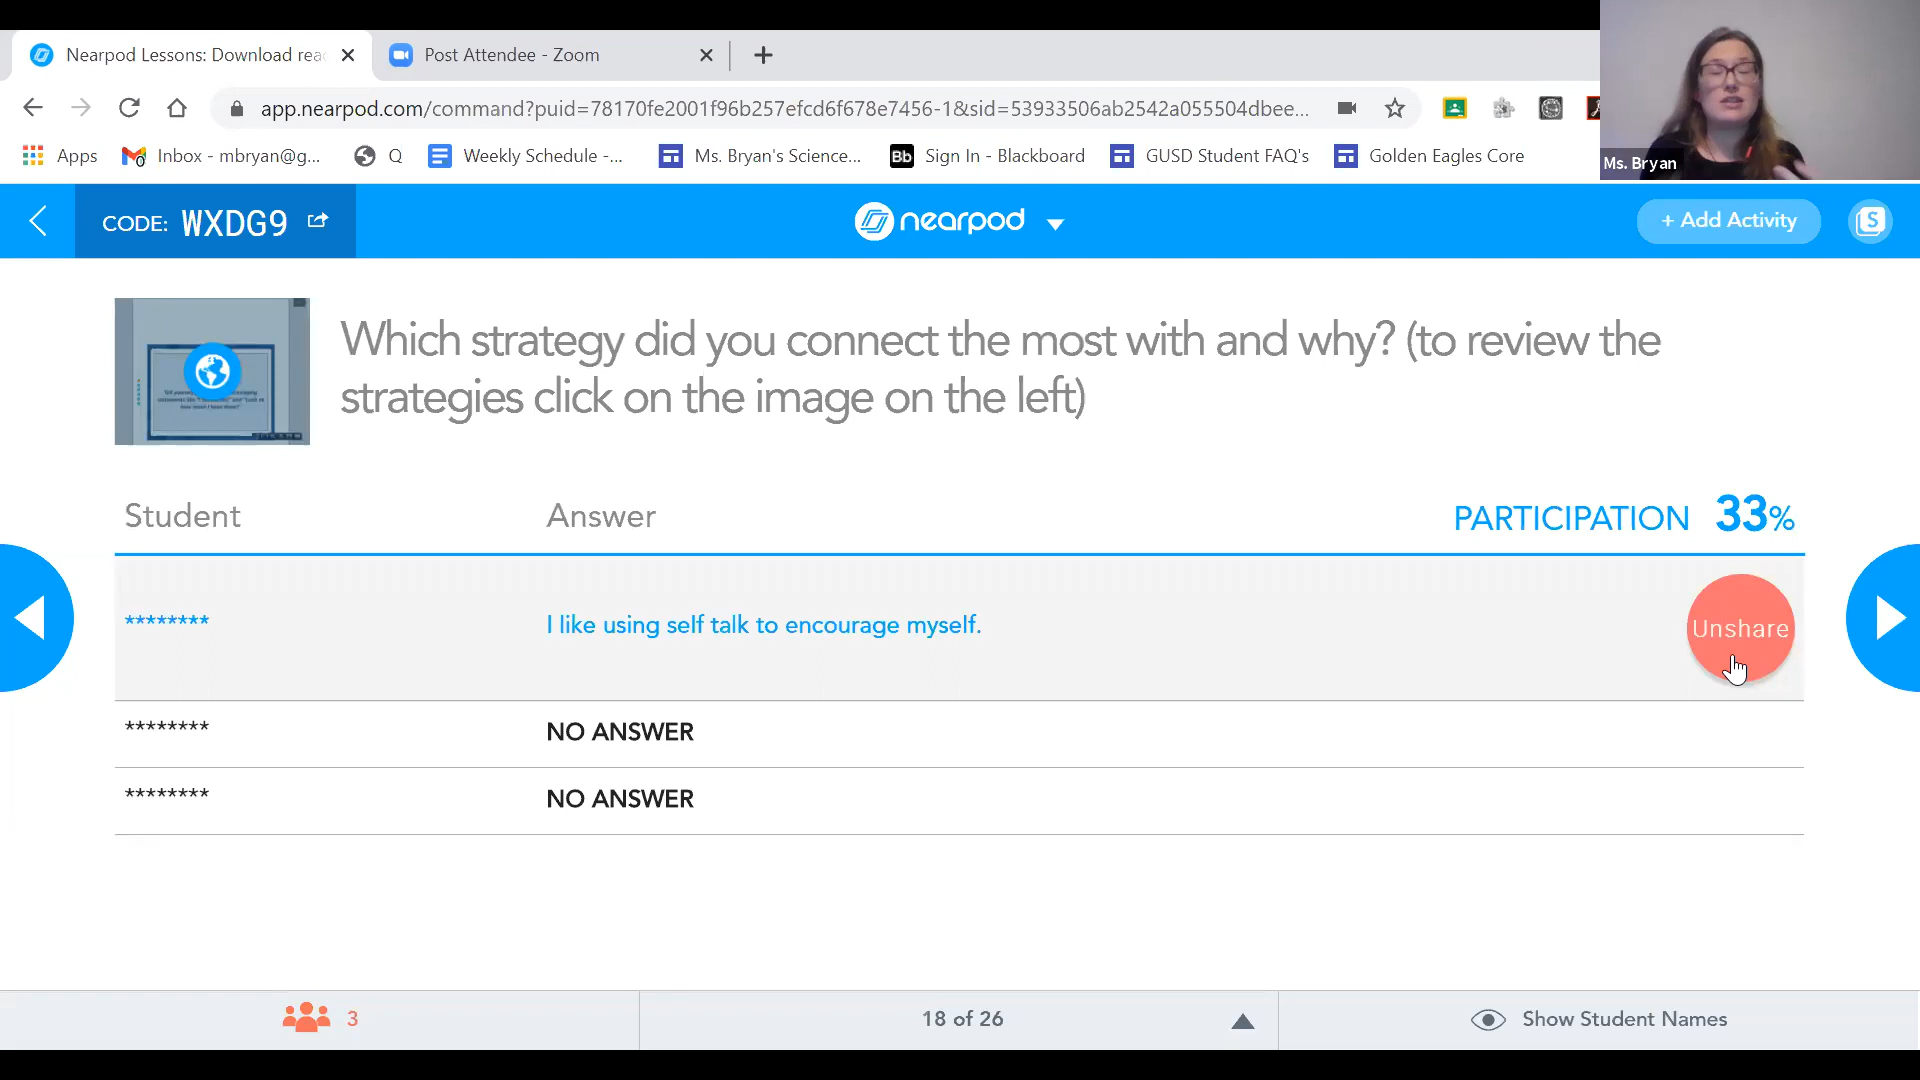 Nearpod Lessons: Download rea
Post Attendee - Zoom
app.nearpod.com/command?puid=78170fe2001f96b257efcd6f678e7456-1&sid=53933506ab2542a055504dbee...
Apps
Inbox - mbryan@g...
Q
Weekly Schedule -...
Ms. Bryan's Science...
Bb
Sign In - Blackboard
GUSD Student FAQ's
Golden Eagles Core
Ms. Bryan
CODE: WXDG9
nearpod
+ Add Activity
S
Which strategy did you connect the most with and why? (to review the
strategies click on the image on the left)
Student
Answer
PARTICIPATION 33%
********
I like using self talk to encourage myself.
Unshare
********
NO ANSWER
********
NO ANSWER
3
18 of 26
Show Student Names